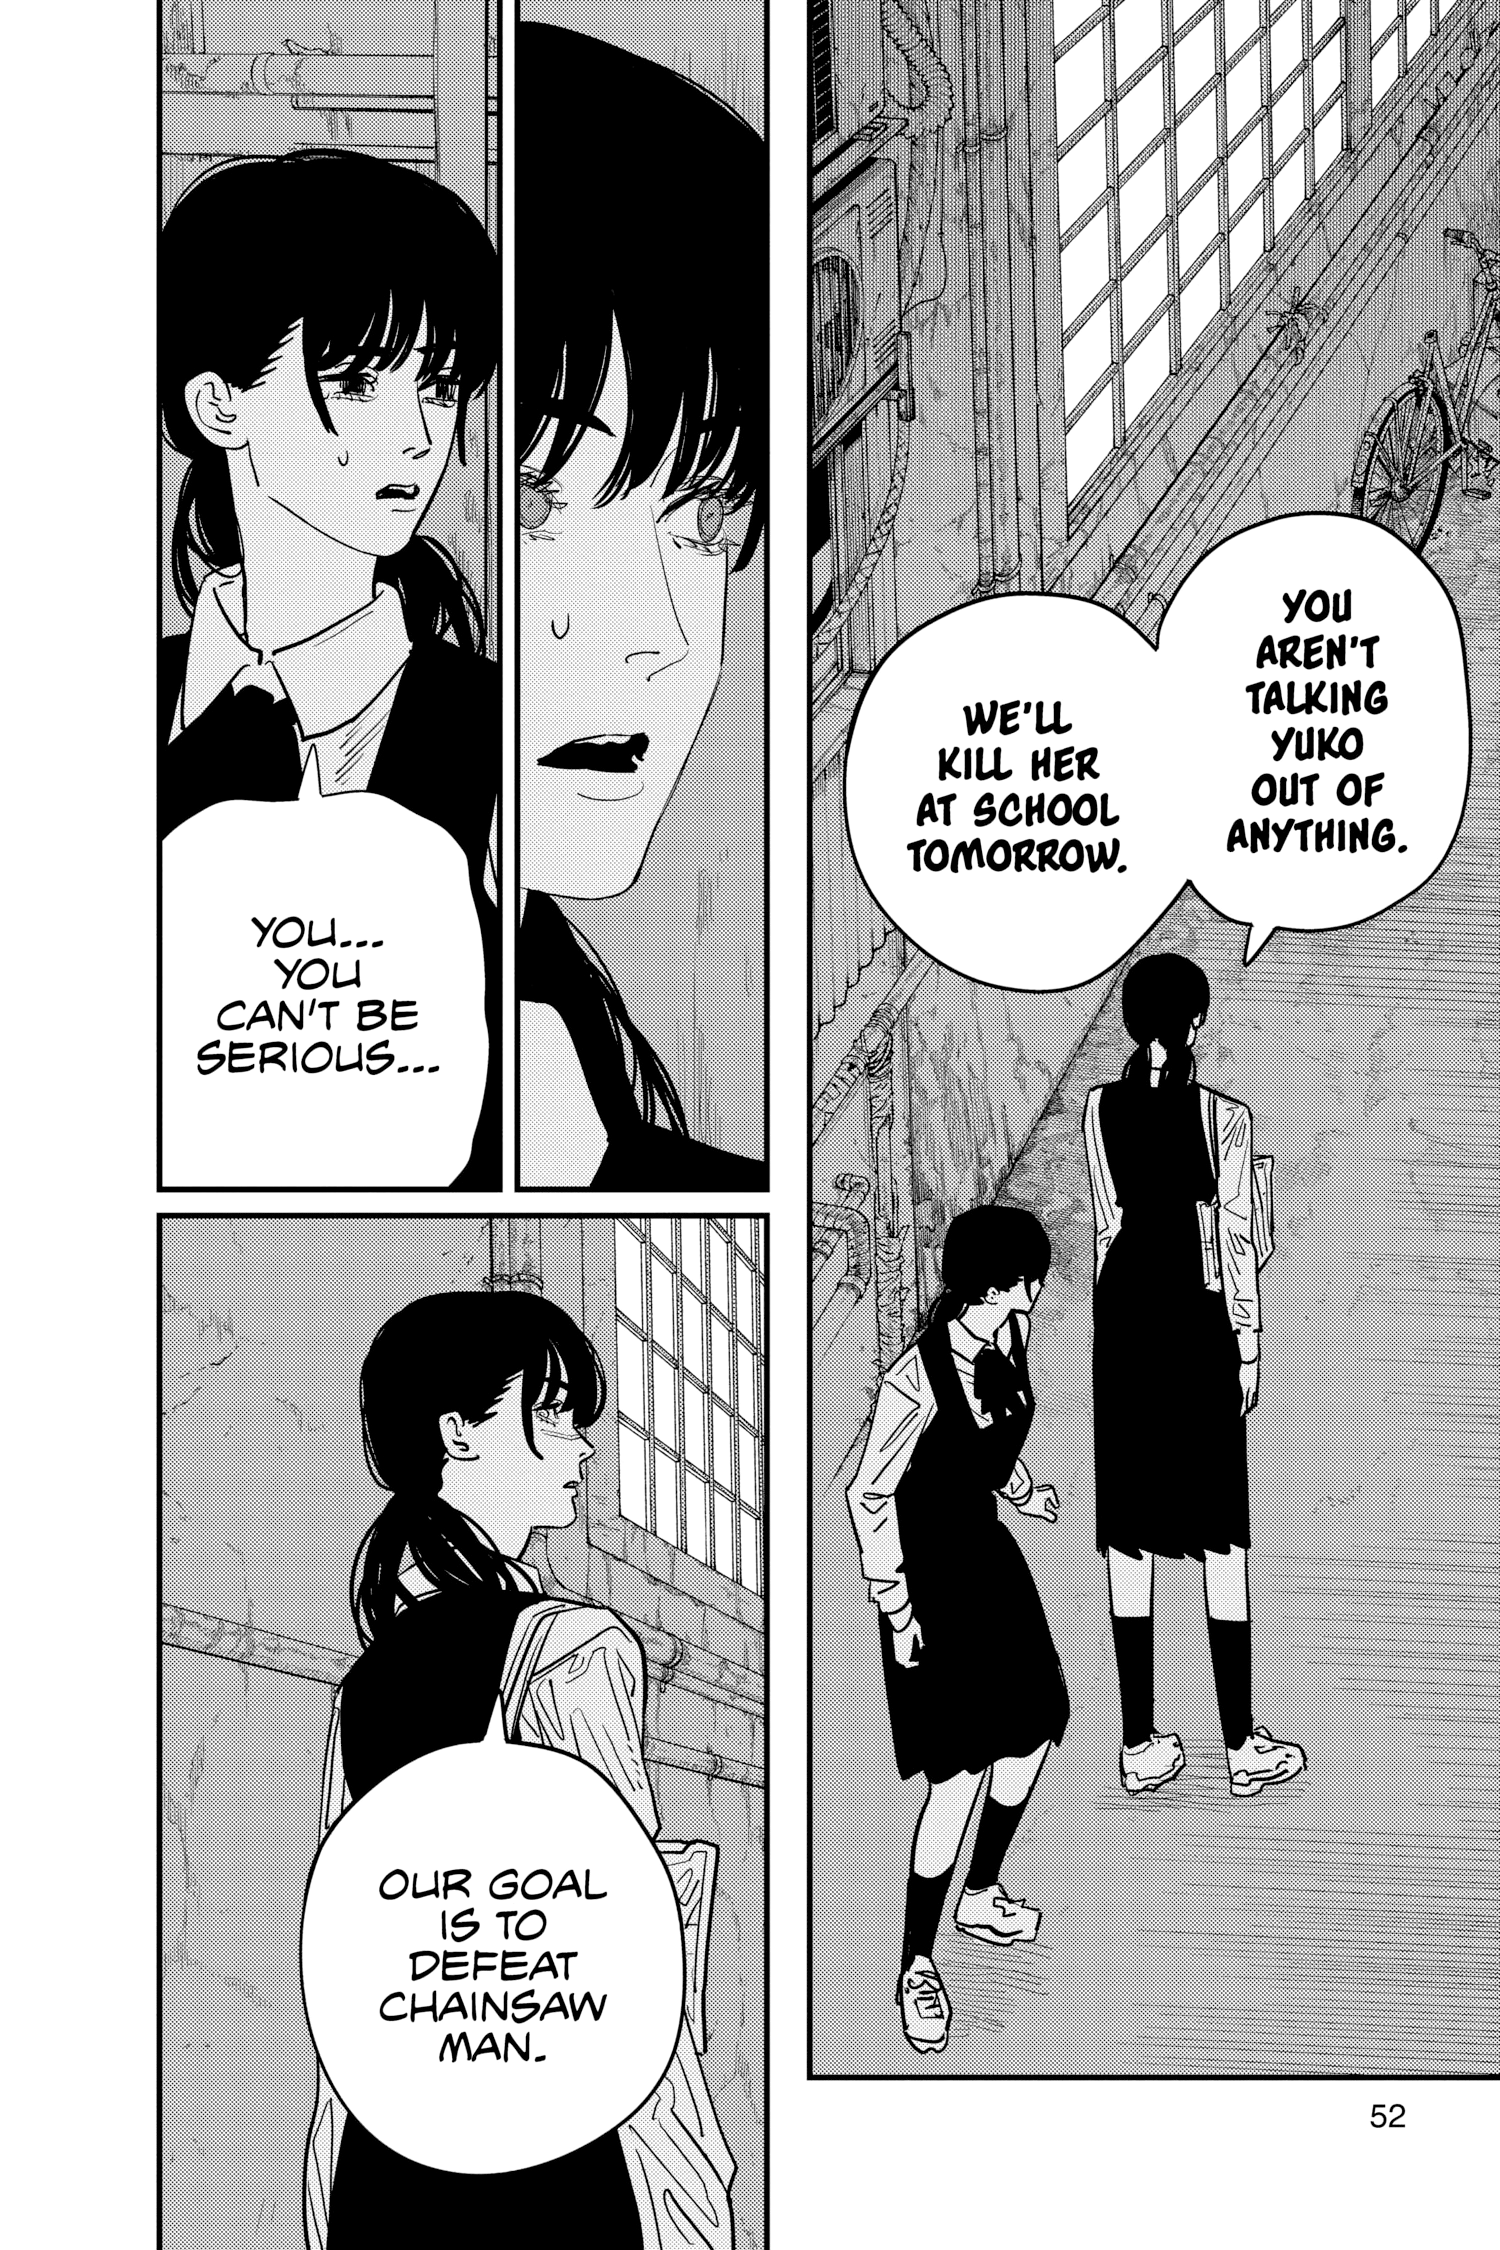 YOU
AREN'T
TALKING
YUKO
OUT OF
ANYTHING.
WE'LL
KILL HER
AT SCHOOL
TOMORROW.
YOU...
YOU
CAN'T BE
SERIOUS...
OUR GOAL
IS TO
DEFEAT
CHAINSAW
MAN.
52